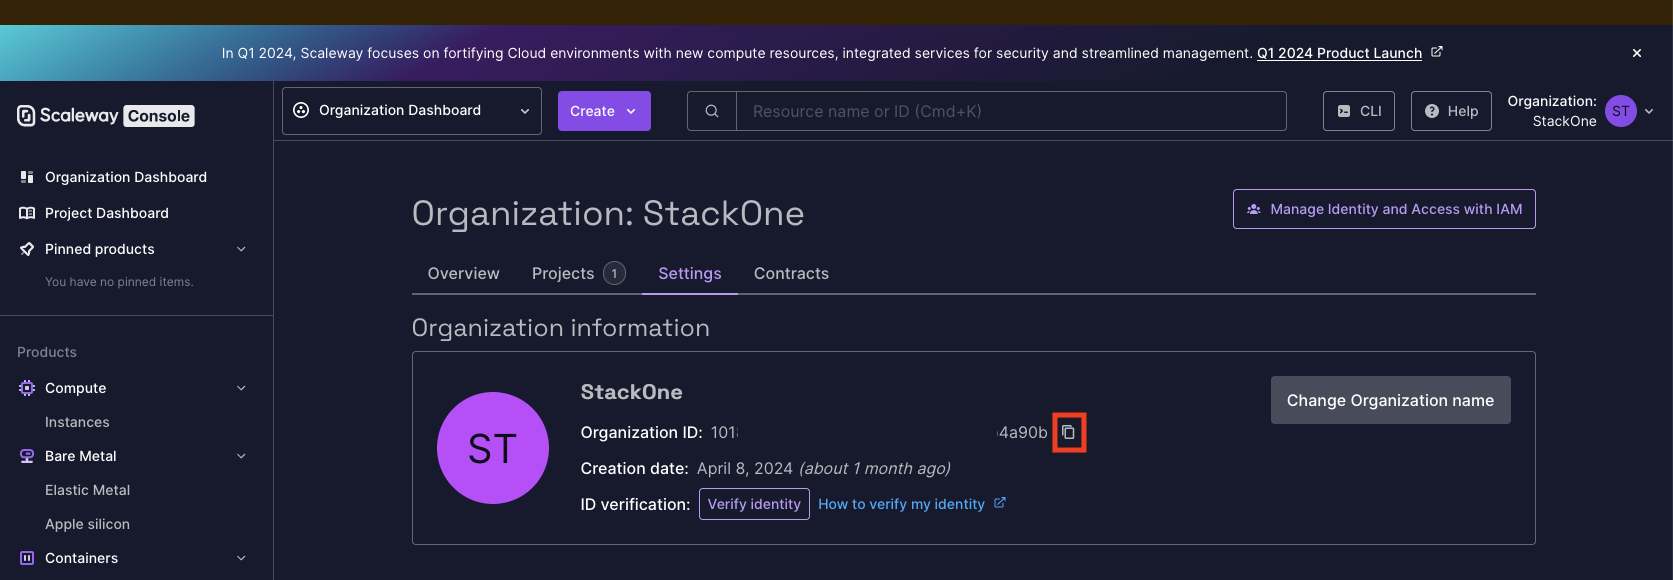 In Q1 2024, Scaleway focuses on fortifying Cloud environments with new compute resources, integrated services for security and streamlined management. Q1 2024 Product Launch
Scaleway Console
Organization Dashboard
Create
Resource name or ID (Cmd+K)
CLI
Help
Organization:
StackOne
ST
Organization Dashboard
Project Dashboard
Pinned products
You have no pinned items.
Products
Compute
Instances
Bare Metal
Elastic Metal
Apple silicon
Containers
Organization: StackOne
Manage Identity and Access with IAM
Overview
Projects 1
Settings
Contracts
Organization information
ST
StackOne
Change Organization name
Organization ID: 101 4a90b
Creation date: April 8, 2024 (about 1 month ago)
ID verification: Verify identity How to verify my identity